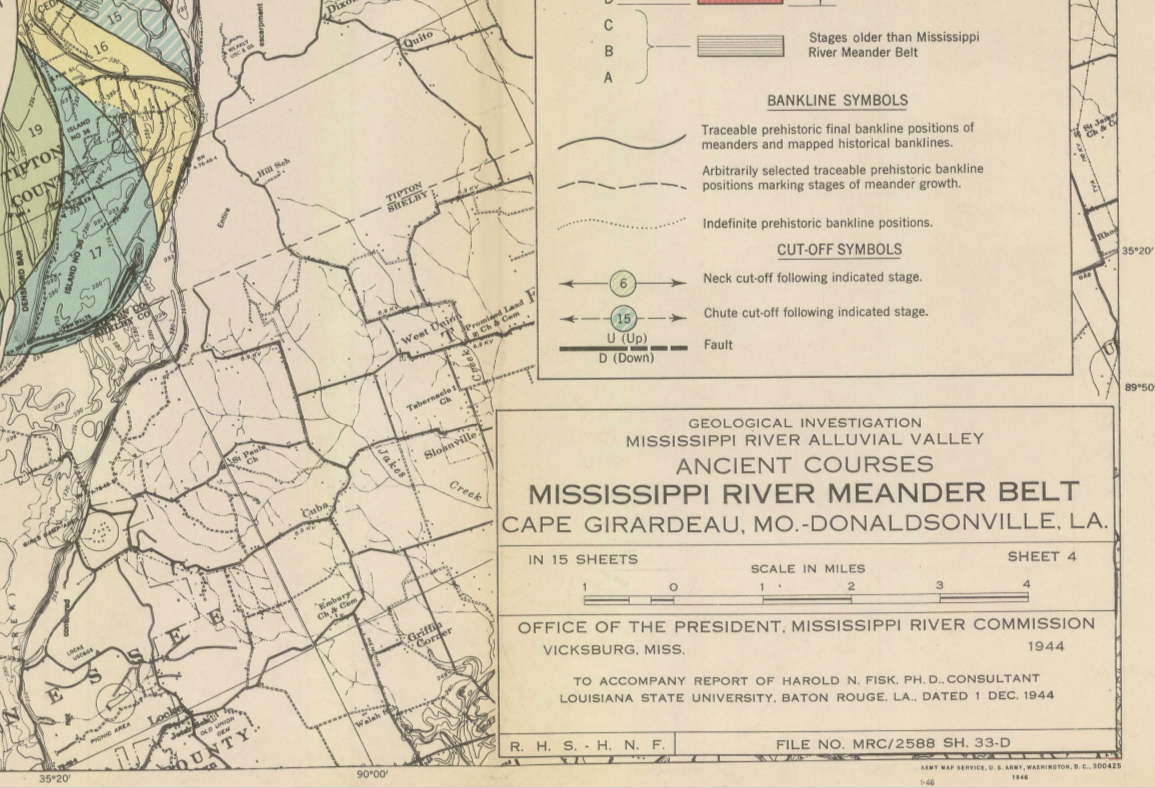 C
B
A
Stages older than Mississippi
River Meander Belt
BANKLINE SYMBOLS
Traceable prehistoric final bankline positions of
meanders and mapped historical banklines.
Arbitrarily selected traceable prehistoric bankline
positions marking stages of meander growth.
Indefinite prehistoric bankline positions.
CUT-OFF SYMBOLS
6
Neck cut-off following indicated stage.
15
Chute cut-off following indicated stage.
U (Up)
D (Down)
Fault
GEOLOGICAL INVESTIGATION
MISSISSIPPI RIVER ALLUVIAL VALLEY
ANCIENT COURSES
MISSISSIPPI RIVER MEANDER BELT
CAPE GIRARDEAU, MO.-DONALDSONVILLE, LA.
IN 15 SHEETS
SHEET 4
SCALE IN MILES
1 0 1 2 3 4
OFFICE OF THE PRESIDENT, MISSISSIPPI RIVER COMMISSION
VICKSBURG, MISS.
1944
TO ACCOMPANY REPORT OF HAROLD N. FISK, PH. D., CONSULTANT
LOUISIANA STATE UNIVERSITY, BATON ROUGE, LA., DATED 1 DEC. 1944
R. H. S. - H. N. F.
FILE NO. MRC/2588 SH. 33-D
ARMY MAP SERVICE, U. S. ARMY, WASHINGTON, D. C., 300425
1946
1-46
15
16
19
TIPTON
COUNTY
17
ISLAND NO 36
DENSFORD BAR
escarpment
Quito
Hill Sch
TIPTON
SHELBY
West Union
Promised Land
Ch & Cem
Tabernacle
Ch
Sloanville
Jakes
Creek
St Pauls
Ch
Cuba
Embury
Ch & Cem
Griffin
Corner
Locke
PICNIC AREA
OLD UNION
CEM
Walsh
N E S S E E
OUNTY
35°20'
90°00'
35°20'
89°50'